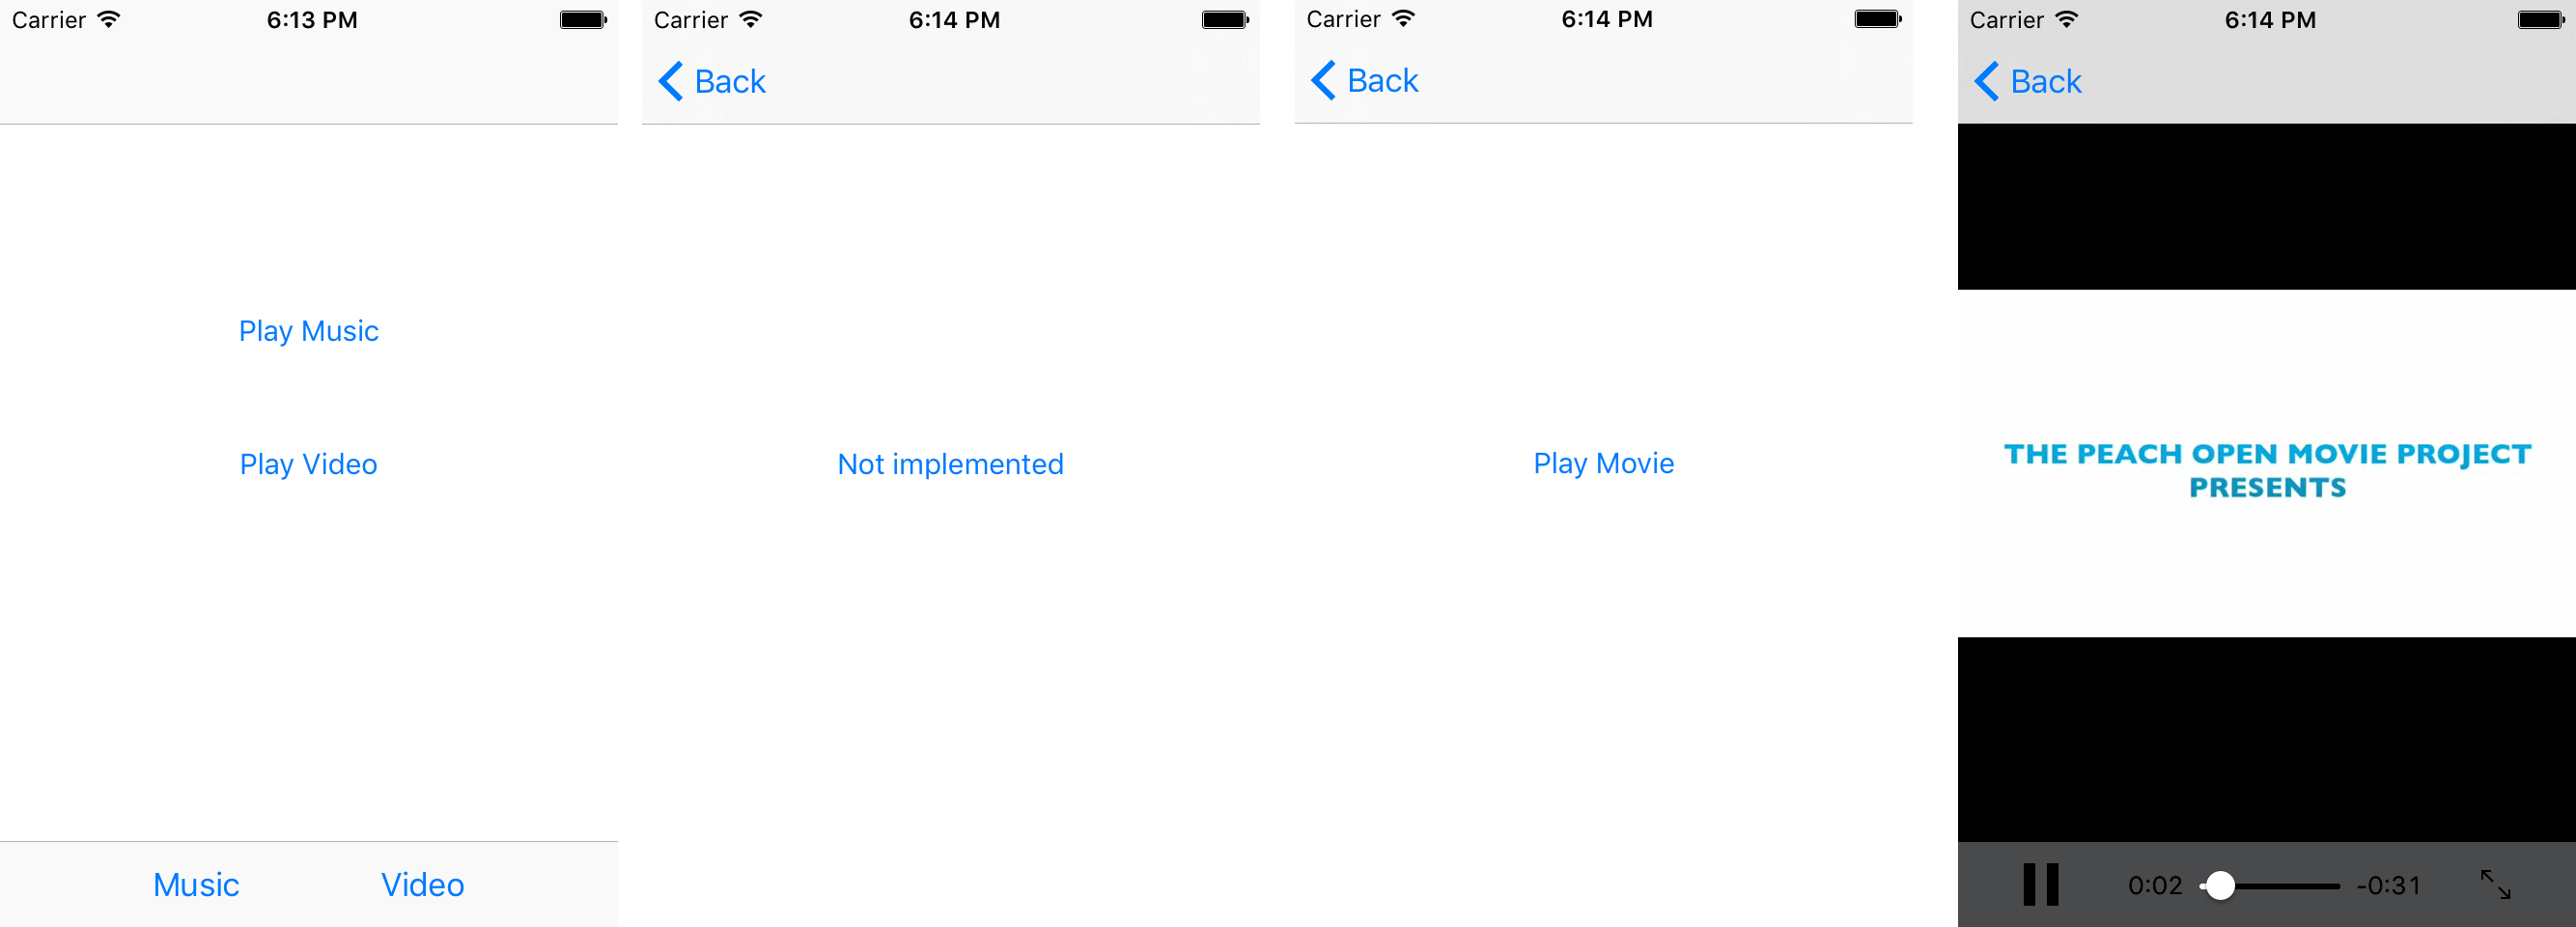 Carrier 6:13 PM
Play Music
Play Video
Music Video
Carrier 6:14 PM
Back
Not implemented
Carrier 6:14 PM
Back
Play Movie
Carrier 6:14 PM
Back
THE PEACH OPEN MOVIE PROJECT
PRESENTS
0:02 -0:31